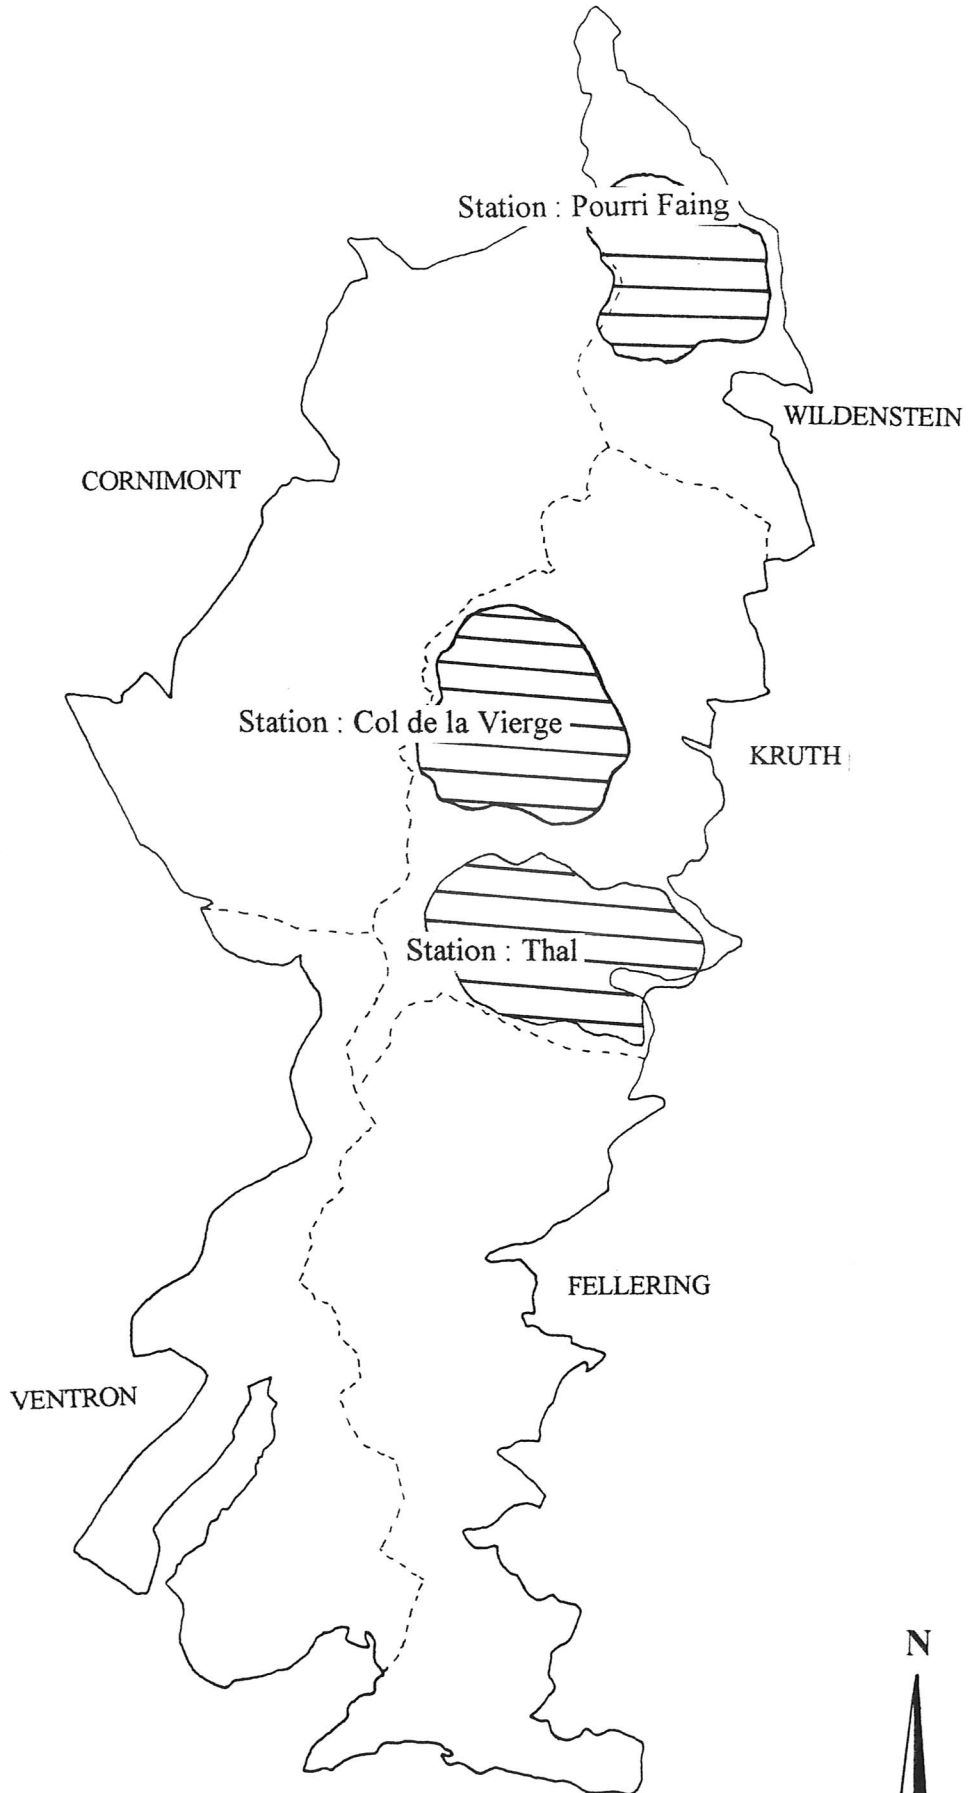 Station : Pourri Faing
WILDENSTEIN
CORNIMONT
Station : Col de la Vierge
KRUTH
Station : Thal
FELLERING
VENTRON
N